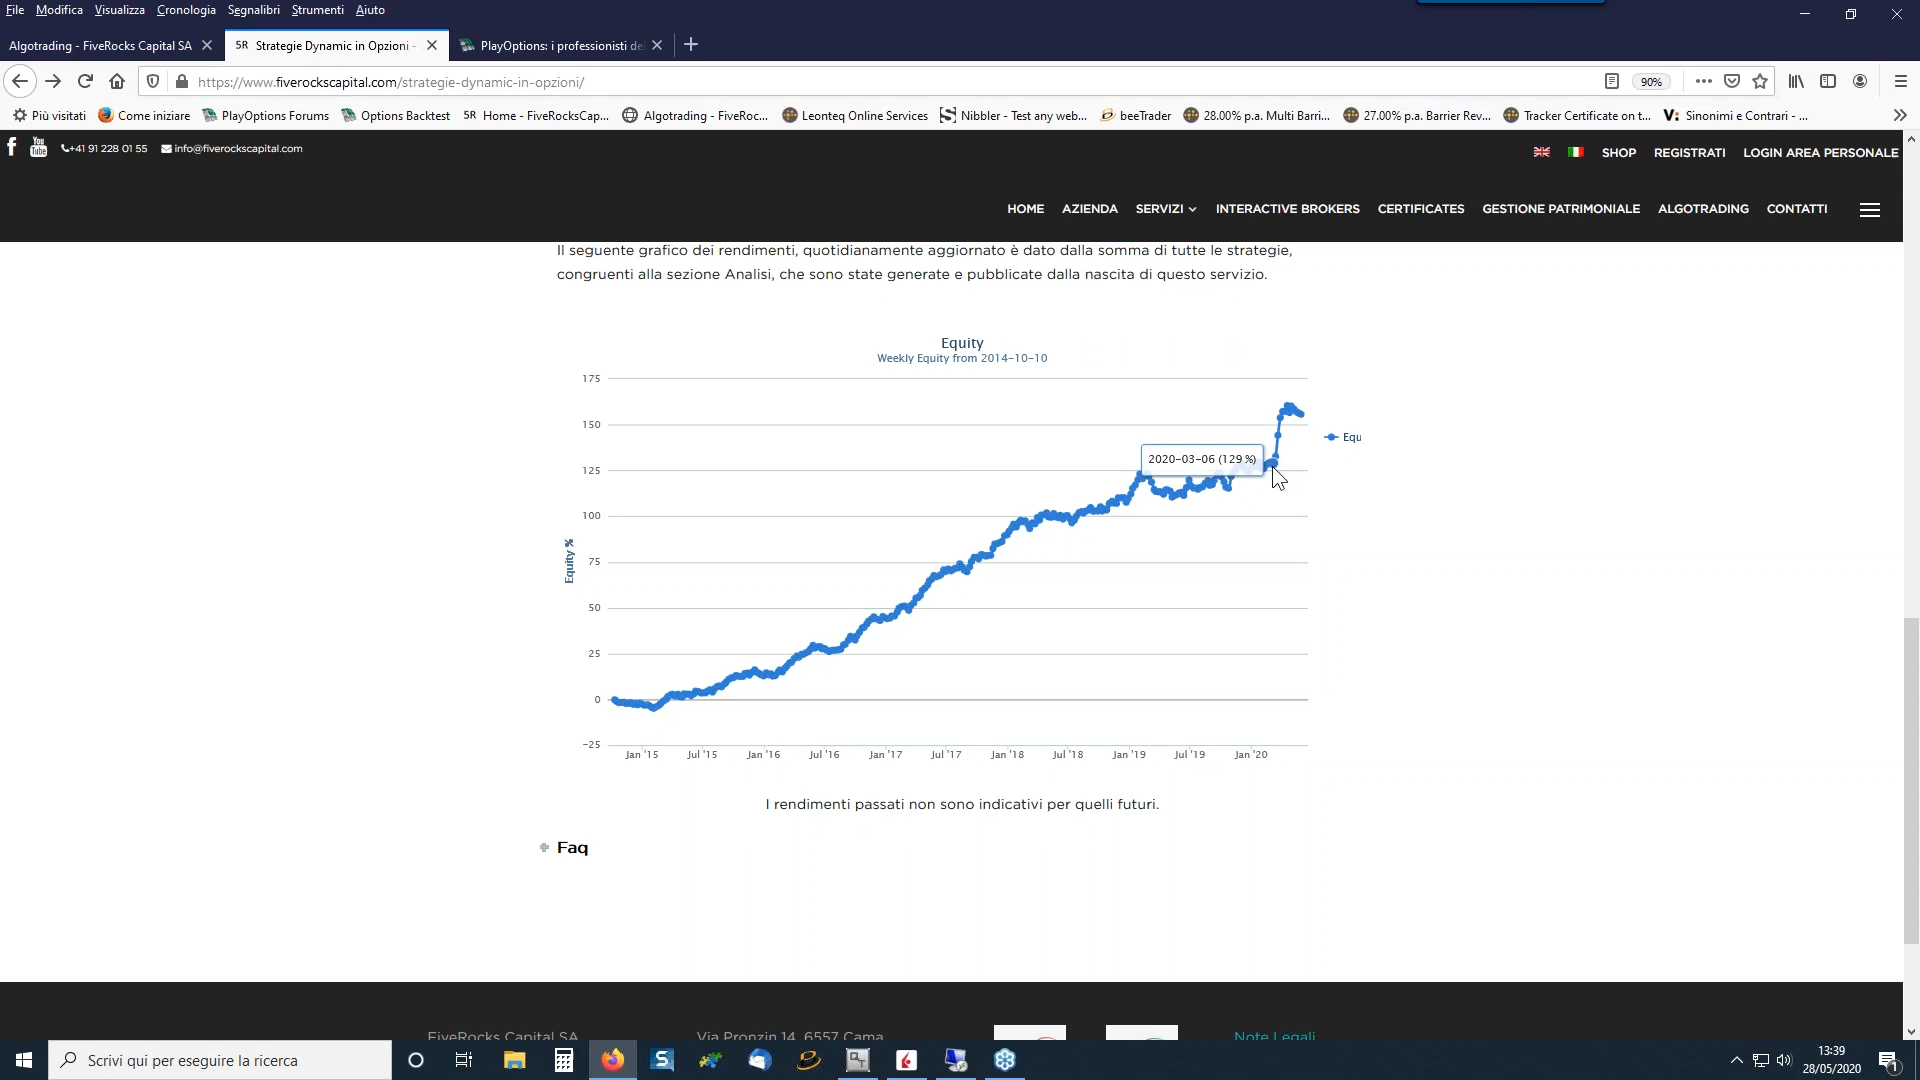 File Modifica Visualizza Cronologia Segnalibri Strumenti Aiuto
Algotrading - FiveRocks Capital SA
5R Strategie Dynamic in Opzioni -
PlayOptions: i professionisti de
https://www.fiverockscapital.com/strategie-dynamic-in-opzioni/
90%
Più visitati Come iniziare PlayOptions Forums Options Backtest 5R Home - FiveRocksCap... Algotrading - FiveRoc... Leonteq Online Services Nibbler - Test any web... beeTrader 28.00% p.a. Multi Barri... 27.00% p.a. Barrier Rev... Tracker Certificate on t... V: Sinonimi e Contrari - ...
You Tube
+41 91 228 01 55 info@fiverockscapital.com
SHOP REGISTRATI LOGIN AREA PERSONALE
HOME AZIENDA SERVIZI INTERACTIVE BROKERS CERTIFICATES GESTIONE PATRIMONIALE ALGOTRADING CONTATTI
Il seguente grafico dei rendimenti, quotidianamente aggiornato è dato dalla somma di tutte le strategie,
congruenti alla sezione Analisi, che sono state generate e pubblicate dalla nascita di questo servizio.
Equity
Weekly Equity from 2014-10-10
175
150
125
100
75
50
25
0
-25
Equity %
2020-03-06 (129 %)
Equ
Jan '15 Jul '15 Jan '16 Jul '16 Jan '17 Jul '17 Jan '18 Jul '18 Jan '19 Jul '19 Jan '20
I rendimenti passati non sono indicativi per quelli futuri.
Faq
FiveRocks Capital SA
Via Pronzin 14, 6557 Cama
Note Legali
Scrivi qui per eseguire la ricerca
13:39
28/05/2020
1